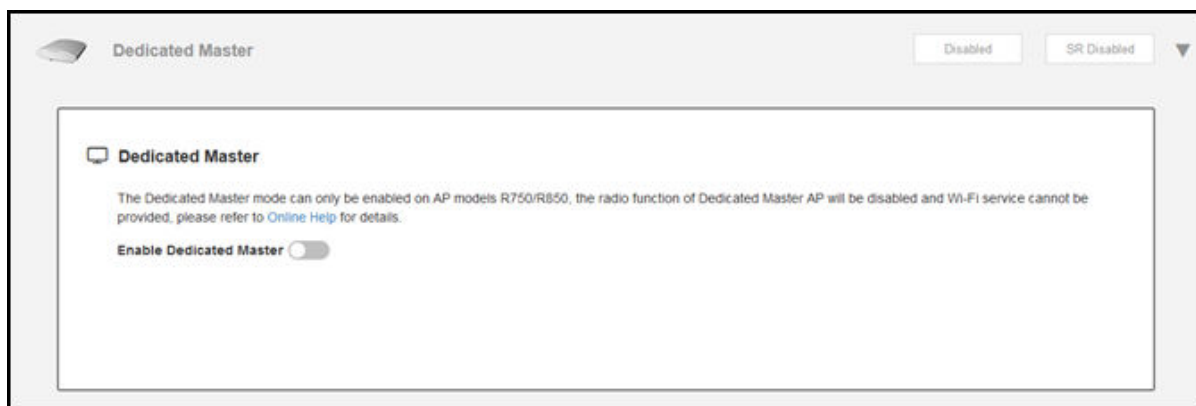 Dedicated Master
Disabled
SR Disabled
Dedicated Master
The Dedicated Master mode can only be enabled on AP models R750/R850, the radio function of Dedicated Master AP will be disabled and Wi-Fi service cannot be
provided, please refer to Online Help for details.
Enable Dedicated Master